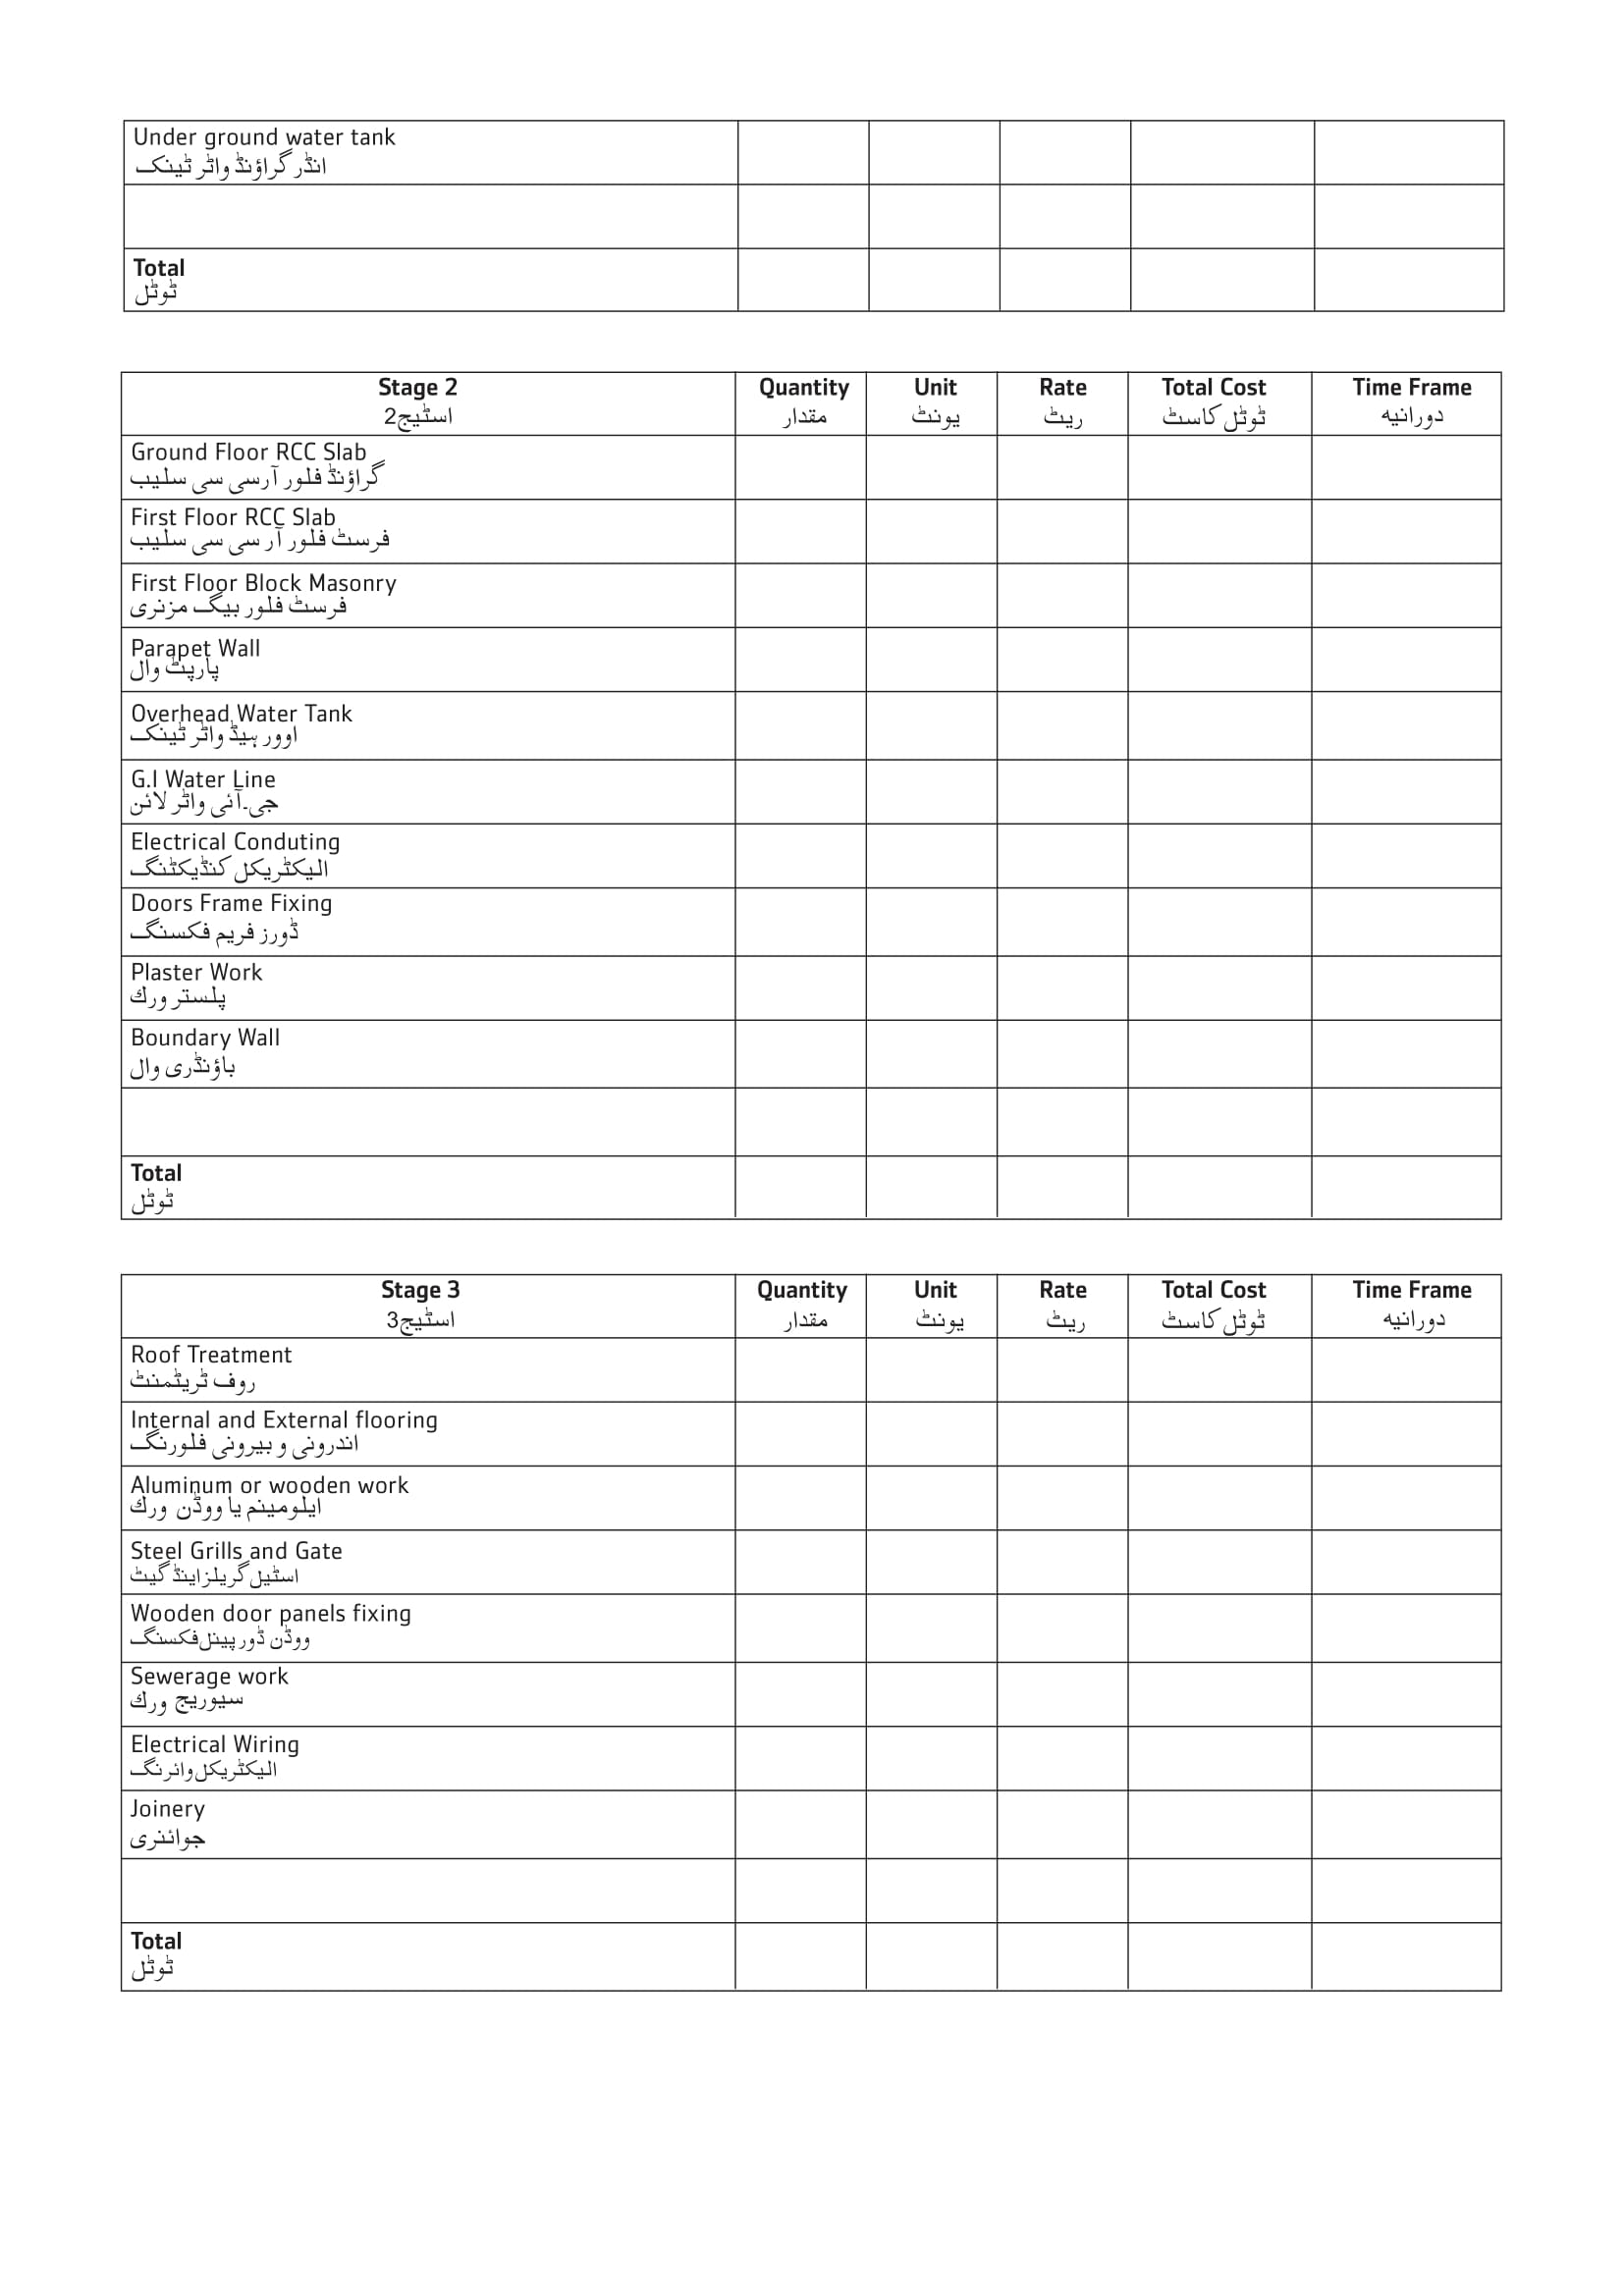 Under ground water tank
انڈر گراؤنڈ واٹر ٹینک
Total
ٹوٹل
Stage 2 Quantity Unit Rate Total Cost Time Frame
اسٹیج2 مقدار یونٹ ریٹ ٹوٹل کاسٹ دورانیہ
Ground Floor RCC Slab
گراؤنڈ فلور آرسی سی سلیب
First Floor RCC Slab
فرسٹ فلور آر سی سی سلیب
First Floor Block Masonry
فرسٹ فلور بیگ مزنری
Parapet Wall
پارپٹ وال
Overhead Water Tank
اوور ہیڈ واٹر ٹینک
G.I Water Line
جی۔آئی واٹر لائن
Electrical Conduting
الیکٹریکل کنڈیکٹنگ
Doors Frame Fixing
ڈورز فریم فکسنگ
Plaster Work
پلستر ورك
Boundary Wall
باؤنڈری وال
Total
ٹوٹل
Stage 3 Quantity Unit Rate Total Cost Time Frame
اسٹیج3 مقدار یونٹ ریٹ ٹوٹل کاسٹ دورانیہ
Roof Treatment
روف ٹریٹمنٹ
Internal and External flooring
اندرونی و بیرونی فلورنگ
Aluminum or wooden work
ایلومینم یا ووڈن ورك
Steel Grills and Gate
اسٹیل گریلز اینڈ گیٹ
Wooden door panels fixing
ووڈن ڈور پینل فکسنگ
Sewerage work
سیوریج ورك
Electrical Wiring
الیکٹریکل وائرنگ
Joinery
جوائنری
Total
ٹوٹل